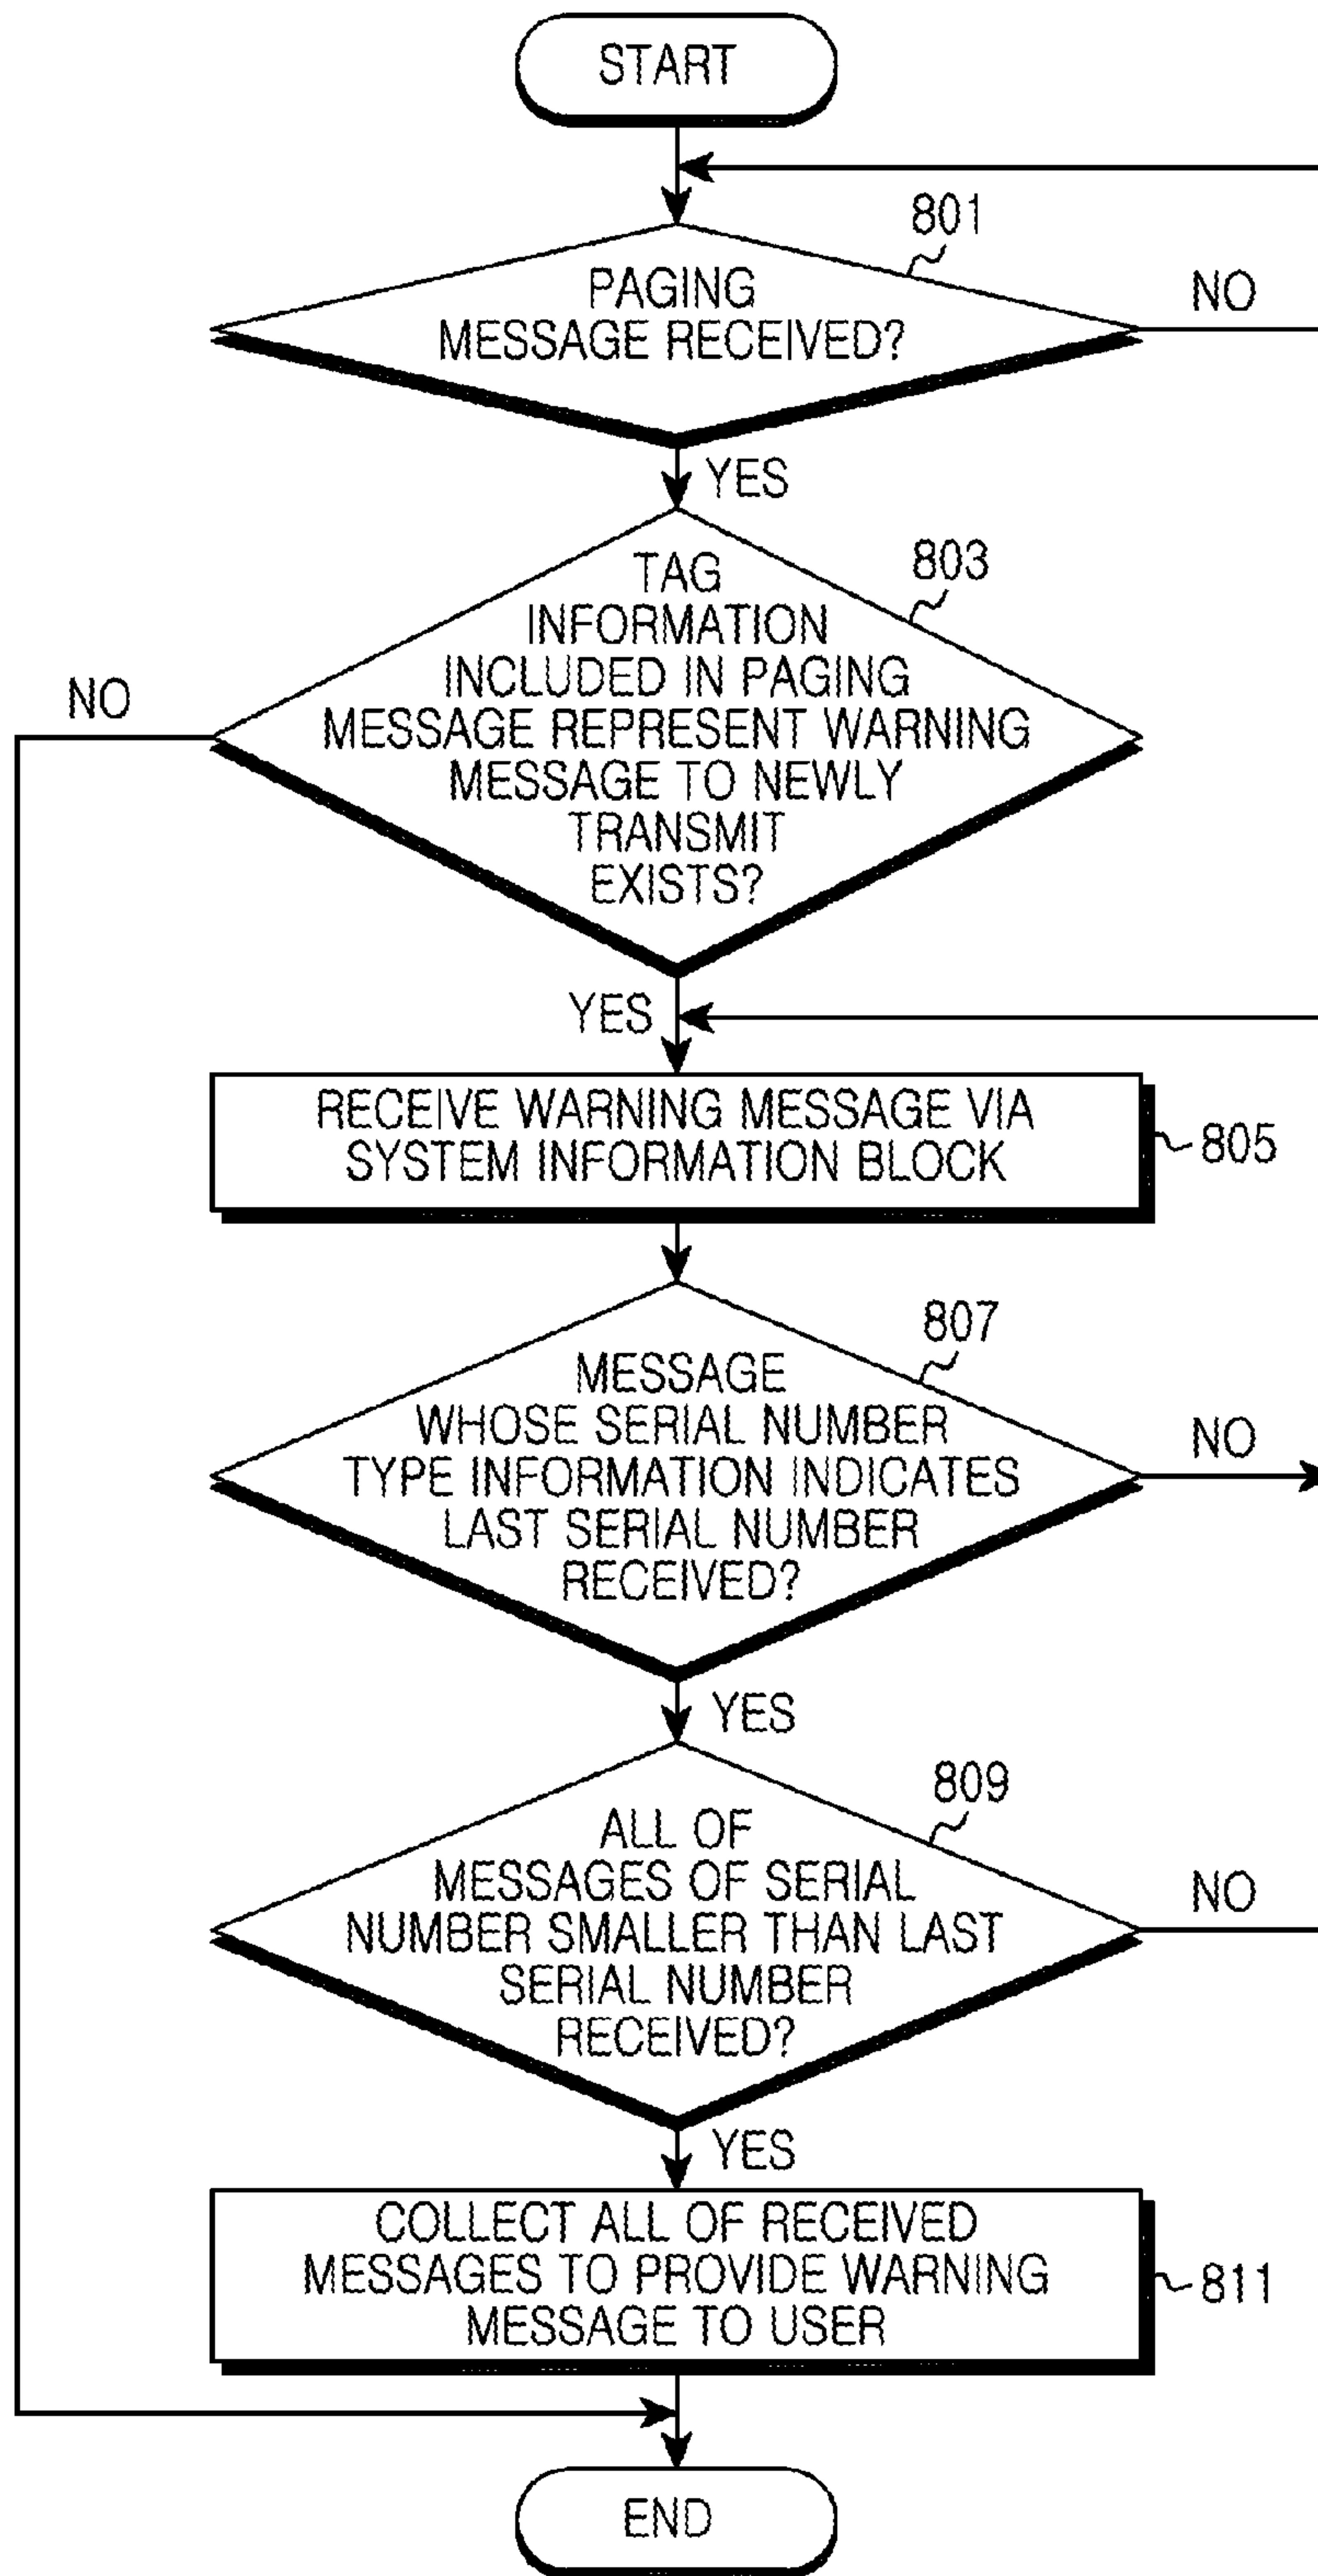 START
801
PAGING
MESSAGE RECEIVED?
NO
YES
803
TAG
INFORMATION
INCLUDED IN PAGING
MESSAGE REPRESENT WARNING
MESSAGE TO NEWLY
TRANSMIT
EXISTS?
NO
YES
RECEIVE WARNING MESSAGE VIA
SYSTEM INFORMATION BLOCK
805
807
MESSAGE
WHOSE SERIAL NUMBER
TYPE INFORMATION INDICATES
LAST SERIAL NUMBER
RECEIVED?
NO
YES
809
ALL OF
MESSAGES OF SERIAL
NUMBER SMALLER THAN LAST
SERIAL NUMBER
RECEIVED?
NO
YES
COLLECT ALL OF RECEIVED
MESSAGES TO PROVIDE WARNING
MESSAGE TO USER
811
END